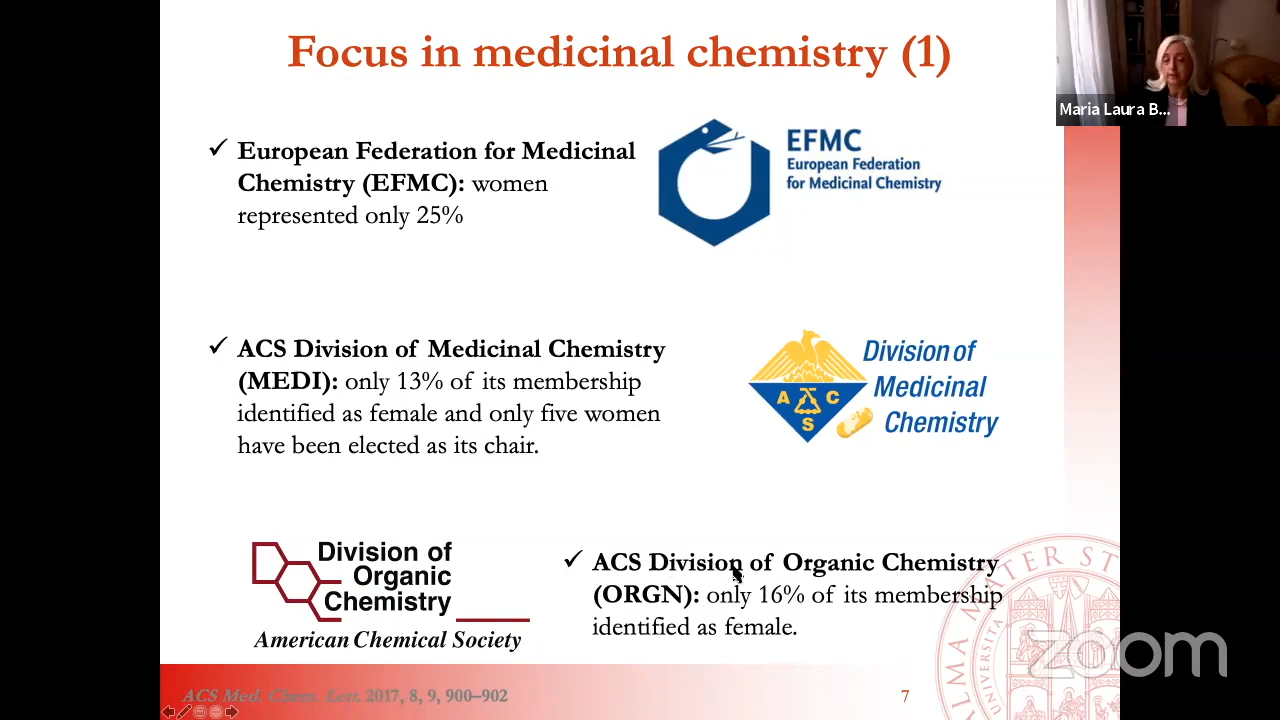 Focus in medicinal chemistry (1)
Maria Laura B...
✓ European Federation for Medicinal
Chemistry (EFMC): women
represented only 25%
EFMC
European Federation
for Medicinal Chemistry
✓ ACS Division of Medicinal Chemistry
(MEDI): only 13% of its membership
identified as female and only five women
have been elected as its chair.
A C
S
Division of
Medicinal
Chemistry
Division of
Organic
Chemistry
American Chemical Society
✓ ACS Division of Organic Chemistry
(ORGN): only 16% of its membership
identified as female.
ALMA MATER ST
UNIVERSITA
zoom
ACS Med. Chem. Lett. 2017, 8, 9, 900–902
7